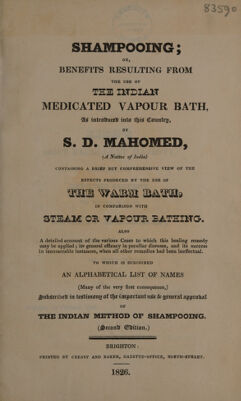 83590
SHAMPOOING;
OR,
BENEFITS RESULTING FROM
THE USE OF
THE INDIAN
MEDICATED VAPOUR BATH,
As introduced into this Country,
BY
S. D. MAHOMED,
(A Native of India)
CONTAINING A BRIEF BUT COMPREHENSIVE VIEW OF THE
EFFECTS PRODUCED BY THE USE OF
THE WARM BATH,
IN COMPARISON WITH
STEAM OR VAPOUR BATHING.
ALSO
A detailed account of the various Cases to which this healing remedy
may be applied; its general efficacy in peculiar diseases, and its success
in innumerable instances, when all other remedies had been ineffectual.
TO WHICH IS SUBJOINED
AN ALPHABETICAL LIST OF NAMES
(Many of the very first consequence,)
Subscribed in testimony of the important use & general approval
OF
THE INDIAN METHOD OF SHAMPOOING.
(Second Edition.)
BRIGHTON:
PRINTED BY CREASY AND BAKER, GAZETTE-OFFICE, NORTH-STREET.
1826.